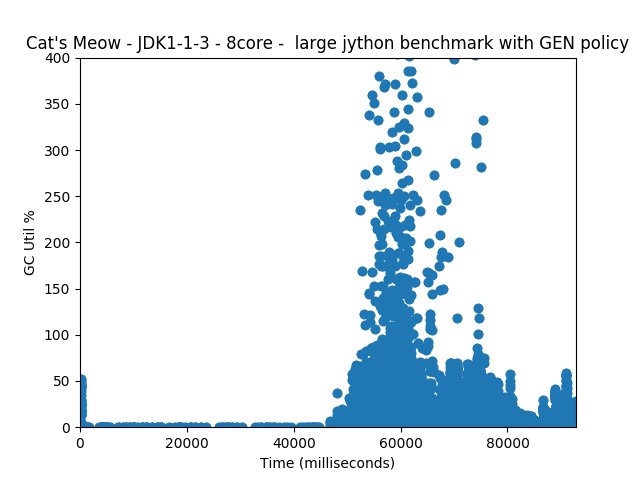 Cat's Meow - JDK1-1-3 - 8core -  large jython benchmark with GEN policy
400
350
300
250
200
150
100
50
0
GC Util %
0 20000 40000 60000 80000
Time (milliseconds)